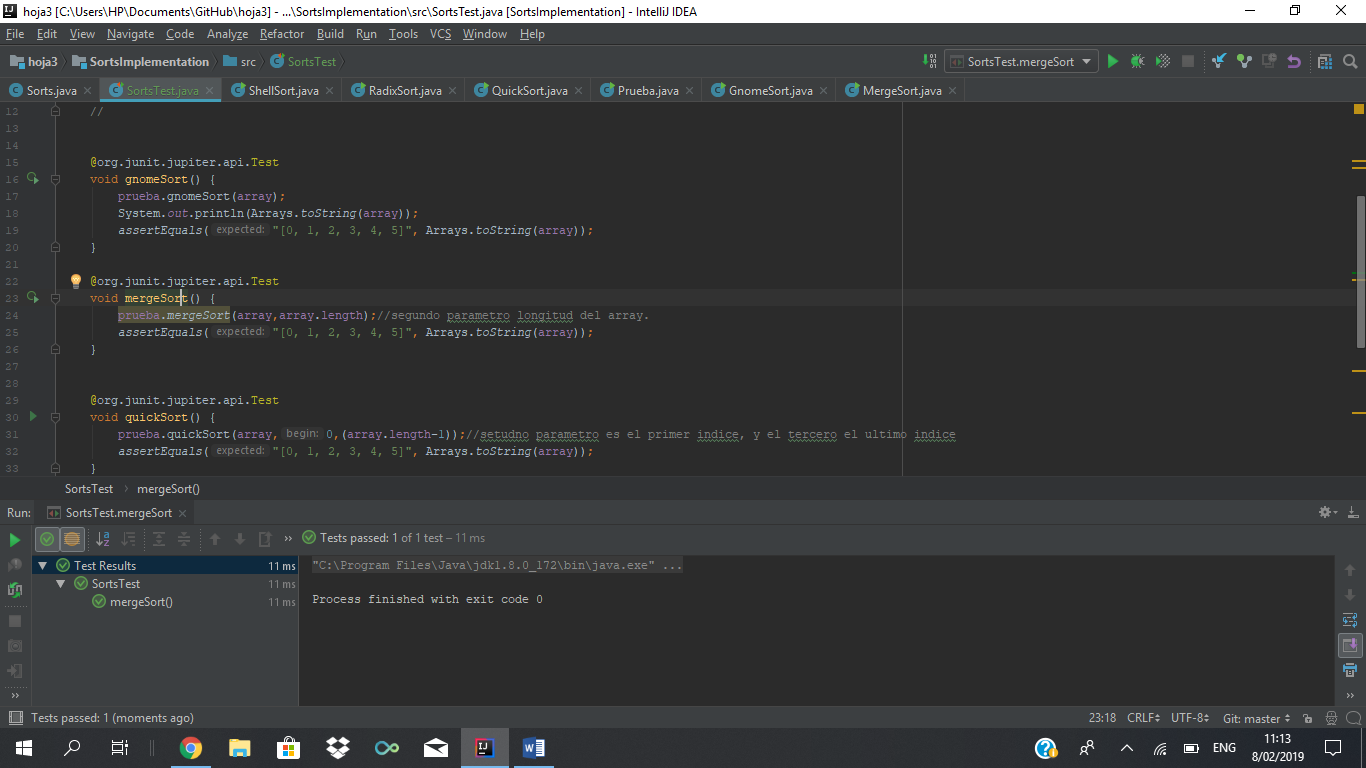 hoja3 [C:\Users\HP\Documents\GitHub\hoja3] - ...\SortsImplementation\src\SortsTest.java [SortsImplementation] - IntelliJ IDEA
File Edit View Navigate Code Analyze Refactor Build Run Tools VCS Window Help
hoja3 SortsImplementation src SortsTest SortsTest.mergeSort
Sorts.java SortsTest.java ShellSort.java RadixSort.java QuickSort.java Prueba.java GnomeSort.java MergeSort.java
12 //
13
14
15 @org.junit.jupiter.api.Test
16 void gnomeSort() {
17 prueba.gnomeSort(array);
18 System.out.println(Arrays.toString(array));
19 assertEquals( expected: "[0, 1, 2, 3, 4, 5]", Arrays.toString(array));
20 }
21
22 @org.junit.jupiter.api.Test
23 void mergeSort() {
24 prueba.mergeSort(array,array.length);//segundo parametro longitud del array.
25 assertEquals( expected: "[0, 1, 2, 3, 4, 5]", Arrays.toString(array));
26 }
27
28
29 @org.junit.jupiter.api.Test
30 void quickSort() {
31 prueba.quickSort(array, begin: 0,(array.length-1));//setudno parametro es el primer indice, y el tercero el ultimo indice
32 assertEquals( expected: "[0, 1, 2, 3, 4, 5]", Arrays.toString(array));
33 }
SortsTest mergeSort()
Run: SortsTest.mergeSort
Tests passed: 1 of 1 test – 11 ms
Test Results 11 ms
SortsTest 11 ms
mergeSort() 11 ms
"C:\Program Files\Java\jdk1.8.0_172\bin\java.exe" ...
Process finished with exit code 0
Tests passed: 1 (moments ago) 23:18 CRLF UTF-8 Git: master
ENG 11:13
8/02/2019